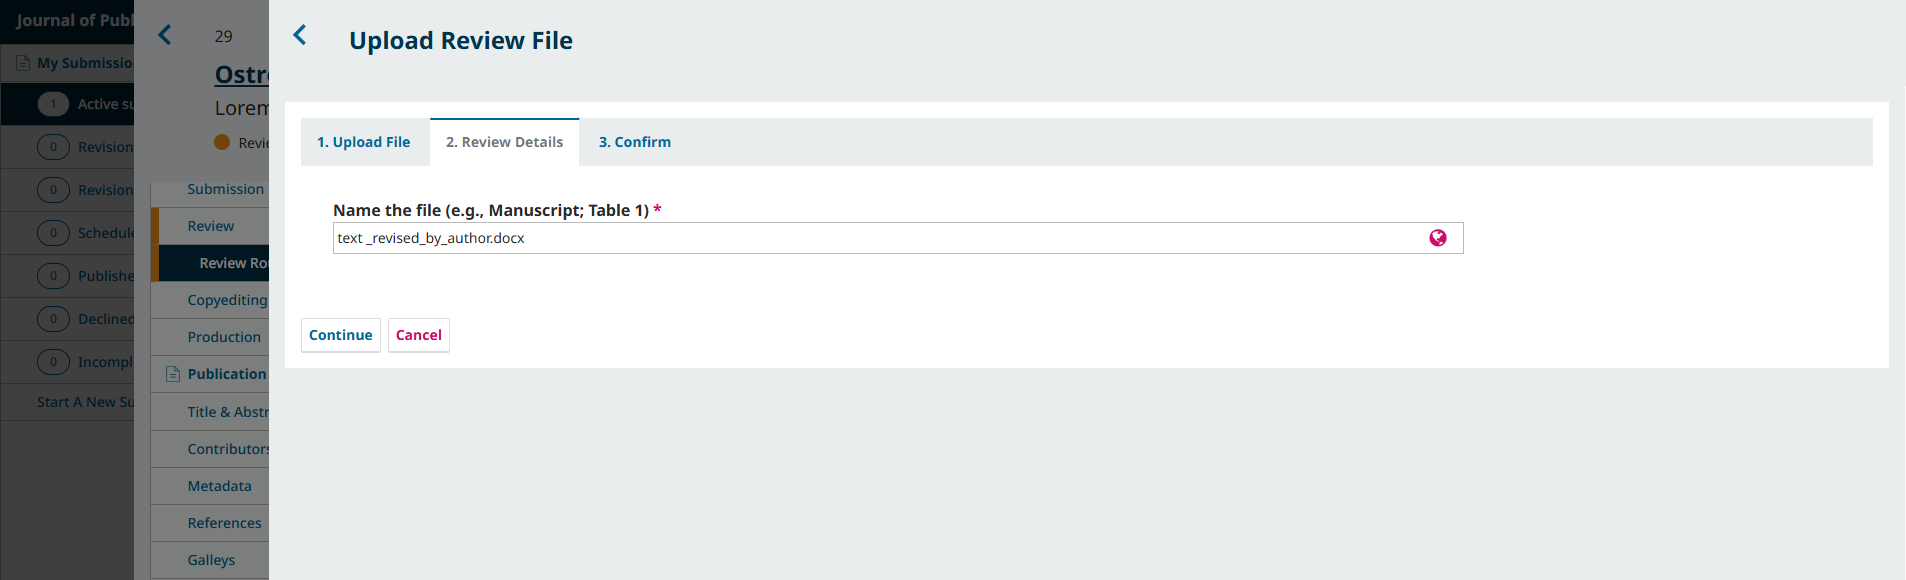 Journal of Publ
My Submissio
1 Active su
0 Revision
0 Revision
0 Schedule
0 Publishe
0 Declined
0 Incompl
Start A New Su
29
Ostr
Lorem
Revie
Submission
Review
Review Rou
Copyediting
Production
Publication
Title & Abstr
Contributors
Metadata
References
Galleys
Upload Review File
1. Upload File
2. Review Details
3. Confirm
Name the file (e.g., Manuscript; Table 1) *
text _revised_by_author.docx
Continue
Cancel